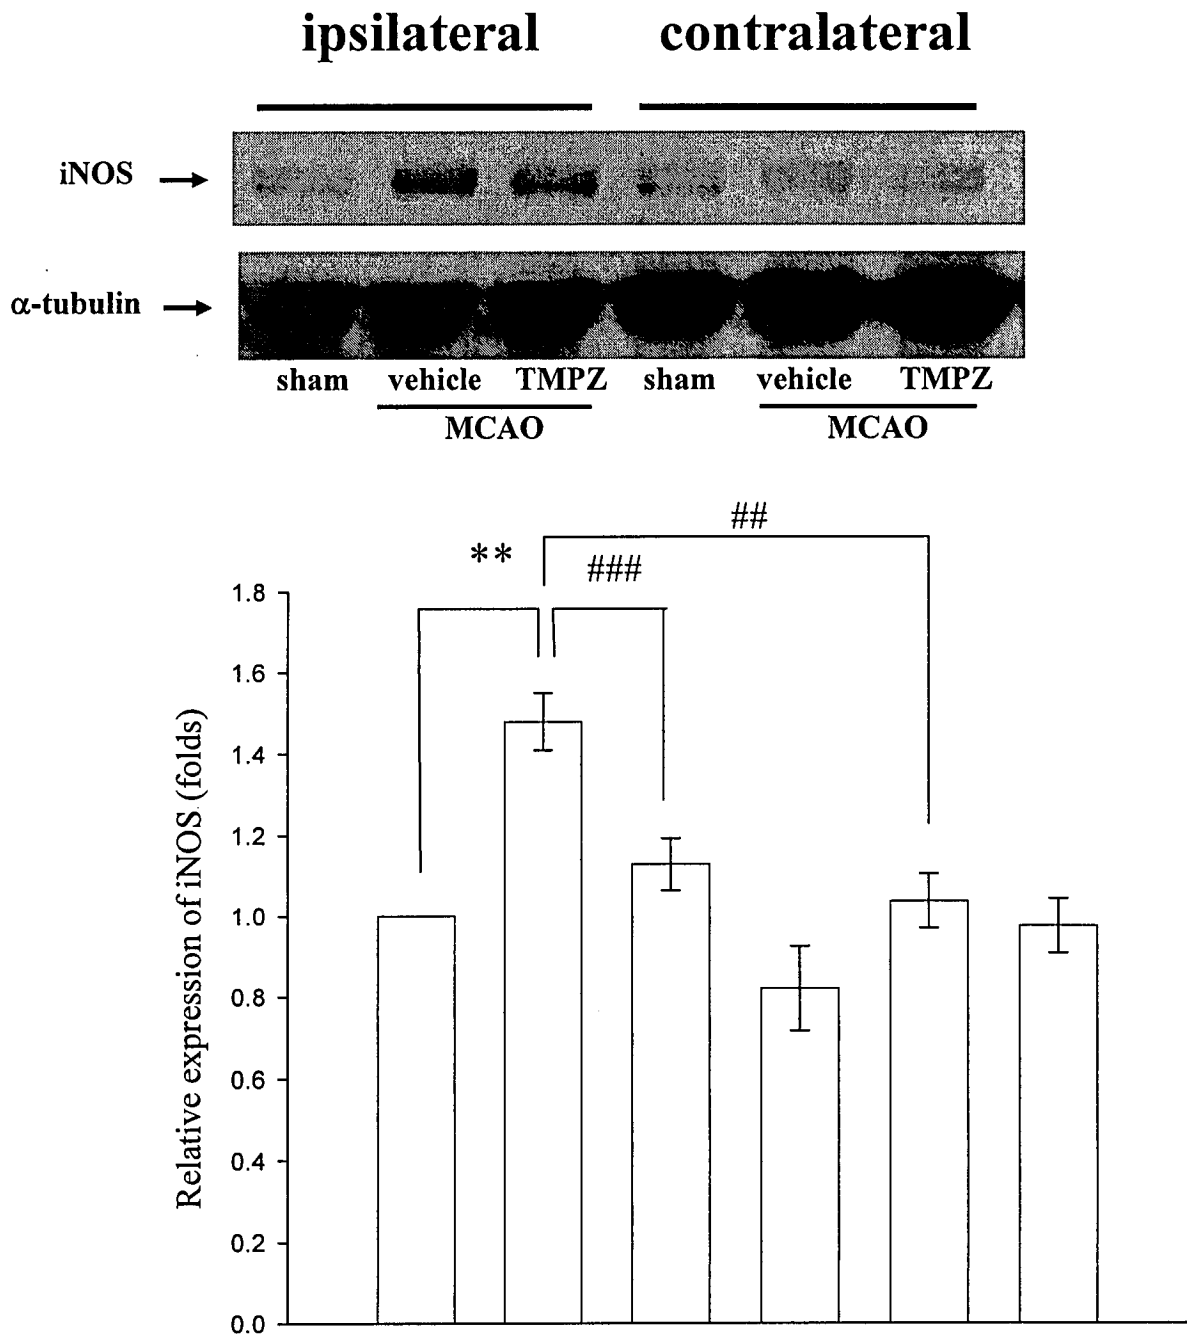 ipsilateral contralateral
iNOS
α-tubulin
sham vehicle TMPZ sham vehicle TMPZ
MCAO MCAO
##
** ###
1.8
1.6
1.4
1.2
1.0
0.8
0.6
0.4
0.2
0.0
Relative expression of iNOS (folds)